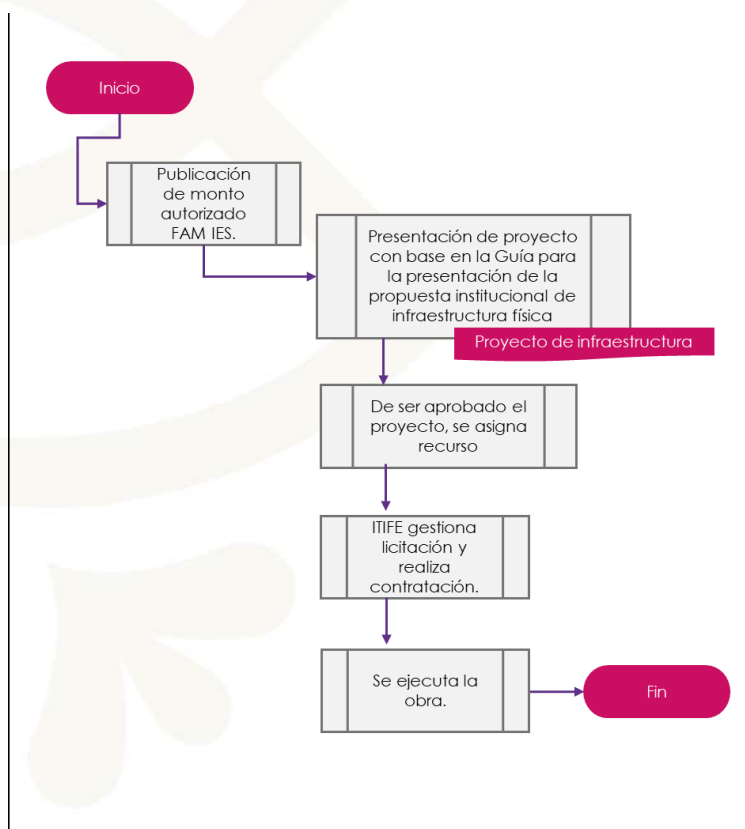 Inicio
Publicación
de monto
autorizado
FAM IES.
Presentación de proyecto
con base en la Guía para
la presentación de la
propuesta institucional de
infraestructura física
Proyecto de infraestructura
De ser aprobado el
proyecto, se asigna
recurso
ITIFE gestiona
licitación y
realiza
contratación.
Se ejecuta la
obra.
Fin